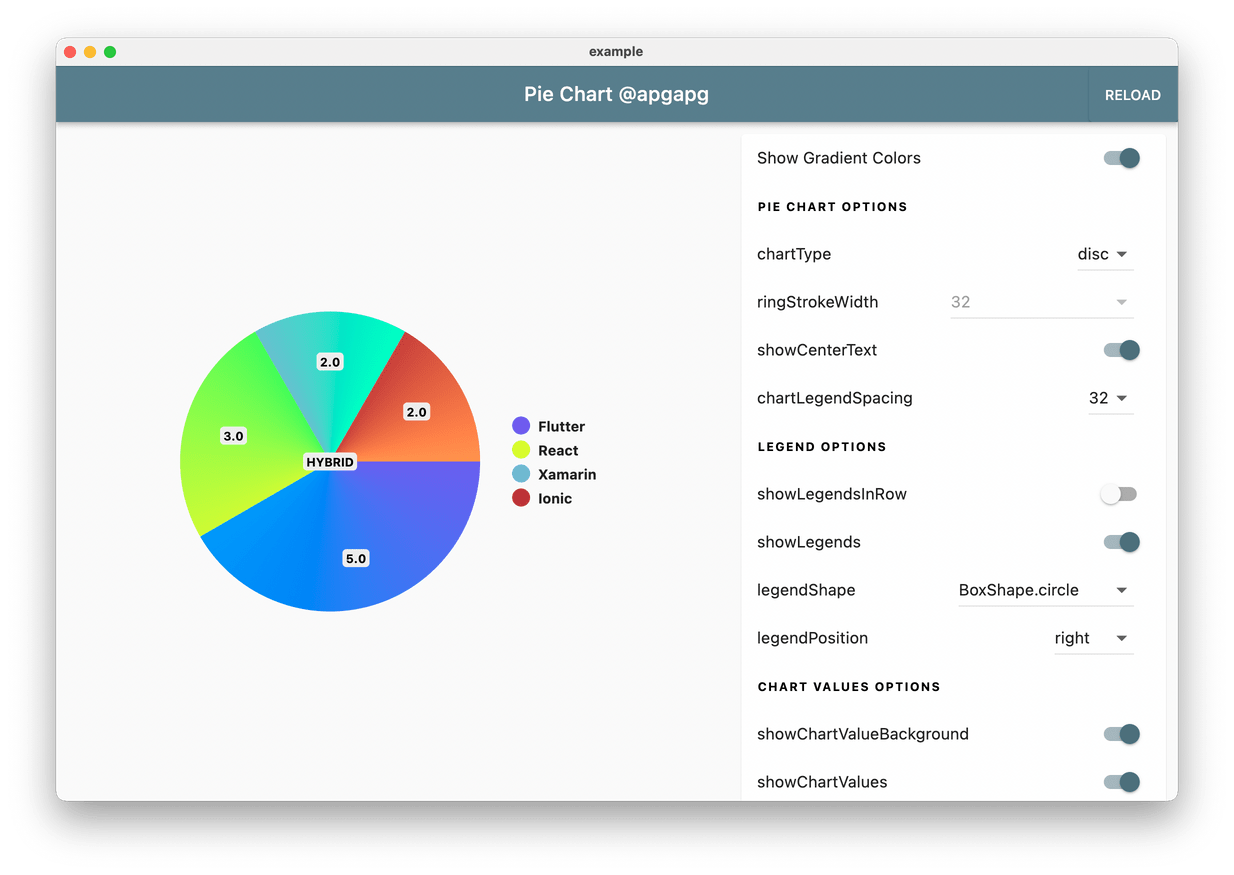 example
Pie Chart @apgapg
RELOAD
2.0
2.0
3.0
HYBRID
5.0
Flutter
React
Xamarin
Ionic
Show Gradient Colors
PIE CHART OPTIONS
chartType disc
ringStrokeWidth 32
showCenterText
chartLegendSpacing 32
LEGEND OPTIONS
showLegendsInRow
showLegends
legendShape BoxShape.circle
legendPosition right
CHART VALUES OPTIONS
showChartValueBackground
showChartValues